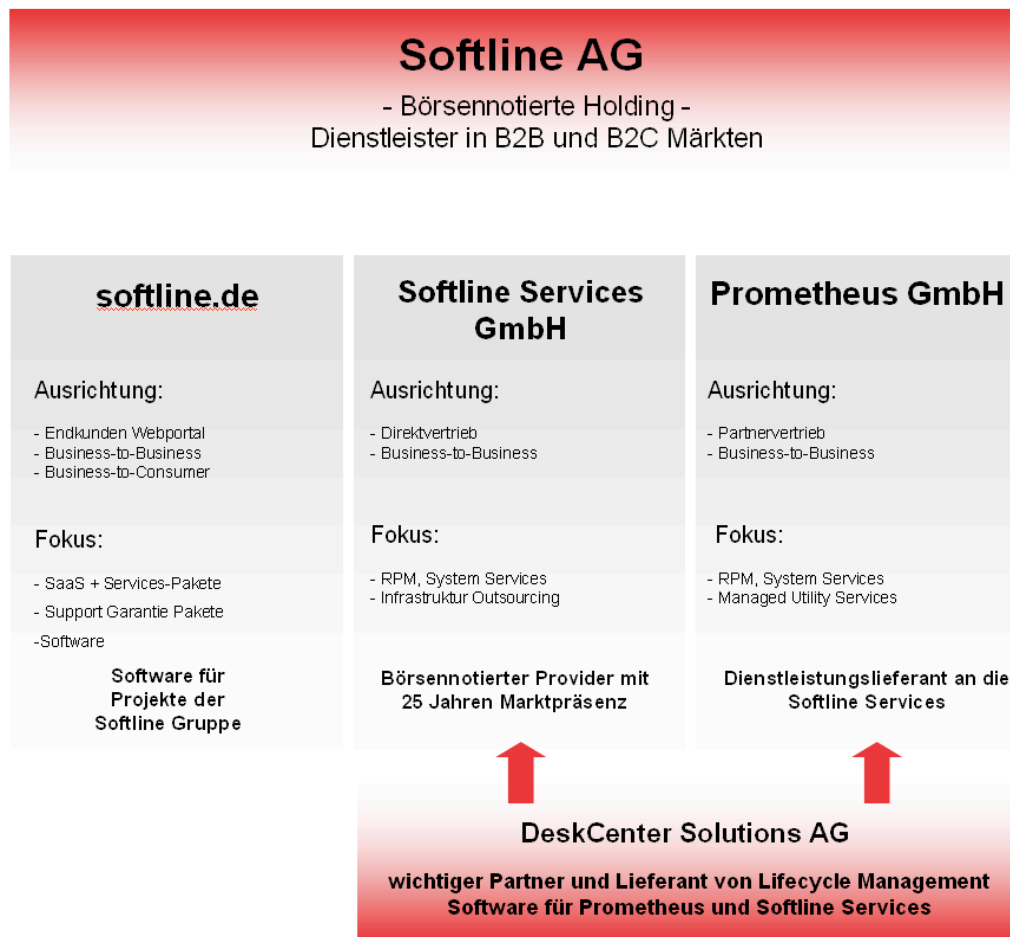 Softline AG
- Börsennotierte Holding -
Dienstleister in B2B und B2C Märkten
softline.de
Ausrichtung:
- Endkunden Webportal
- Business-to-Business
- Business-to-Consumer
Fokus:
- SaaS + Services-Pakete
- Support Garantie Pakete
-Software
Software für
Projekte der
Softline Gruppe
Softline Services
GmbH
Ausrichtung:
- Direktvertrieb
- Business-to-Business
Fokus:
- RPM, System Services
- Infrastruktur Outsourcing
Börsennotierter Provider mit
25 Jahren Marktpräsenz
Prometheus GmbH
Ausrichtung:
- Partnervertrieb
- Business-to-Business
Fokus:
- RPM, System Services
- Managed Utility Services
Dienstleistungslieferant an die
Softline Services
DeskCenter Solutions AG
wichtiger Partner und Lieferant von Lifecycle Management
Software für Prometheus und Softline Services